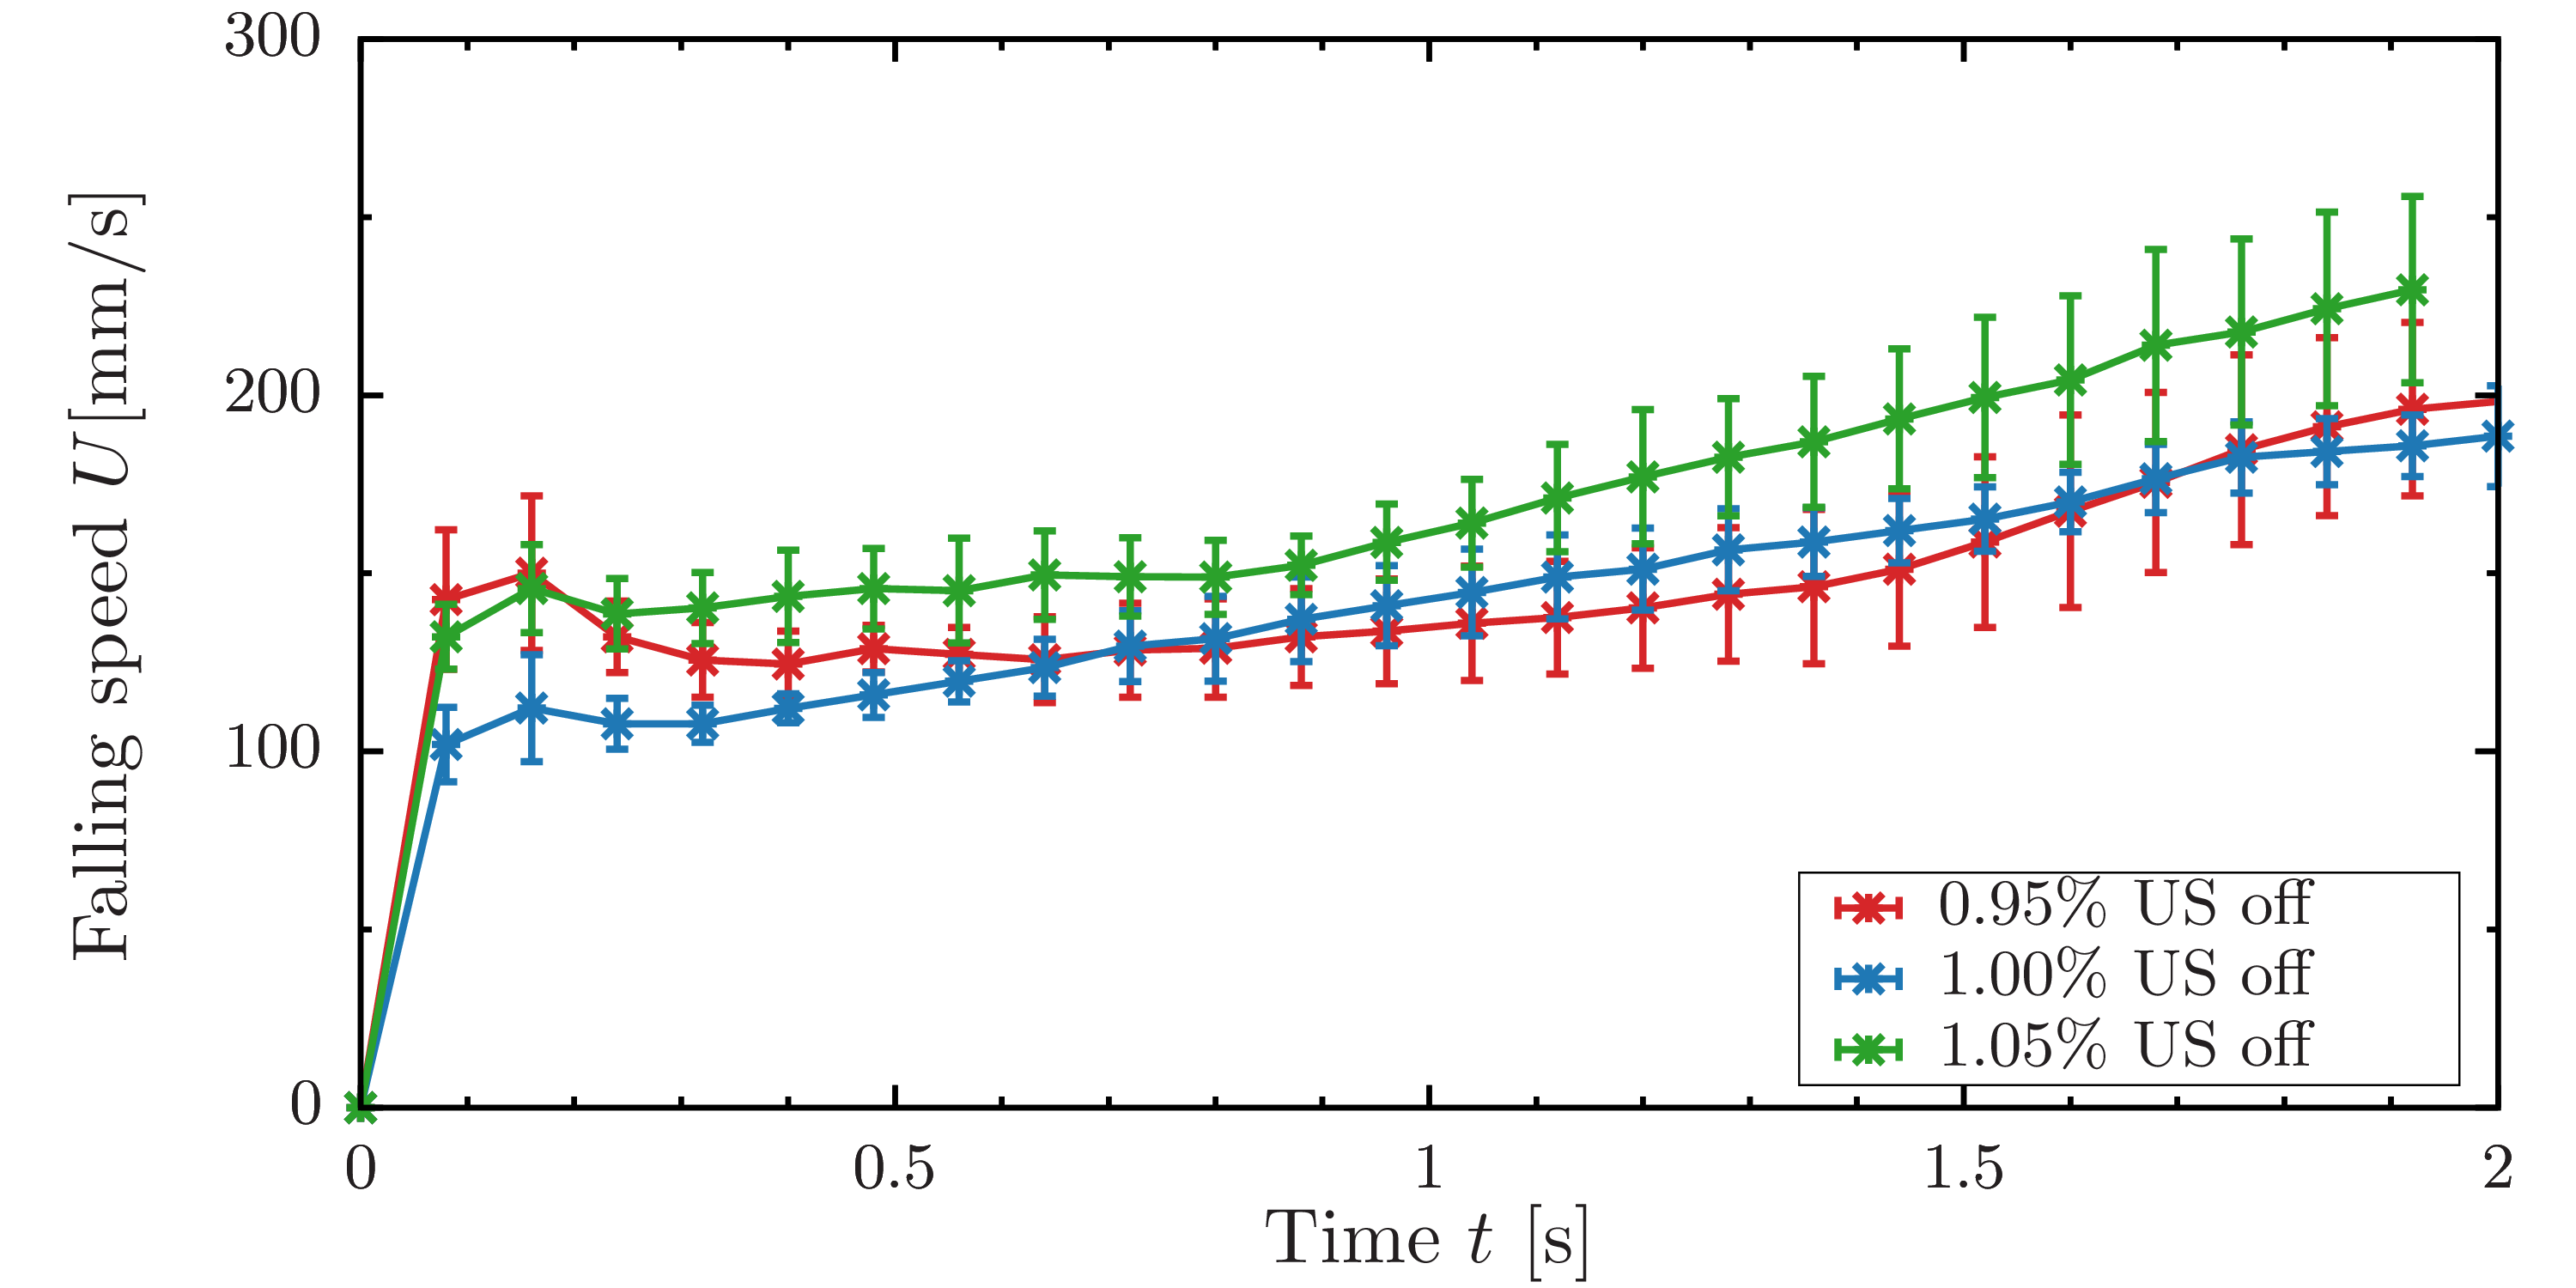 300
200
100
0
Falling speed U[mm/s]
0 0.5 1 1.5 2
Time t [s]
0.95% US off
1.00% US off
1.05% US off